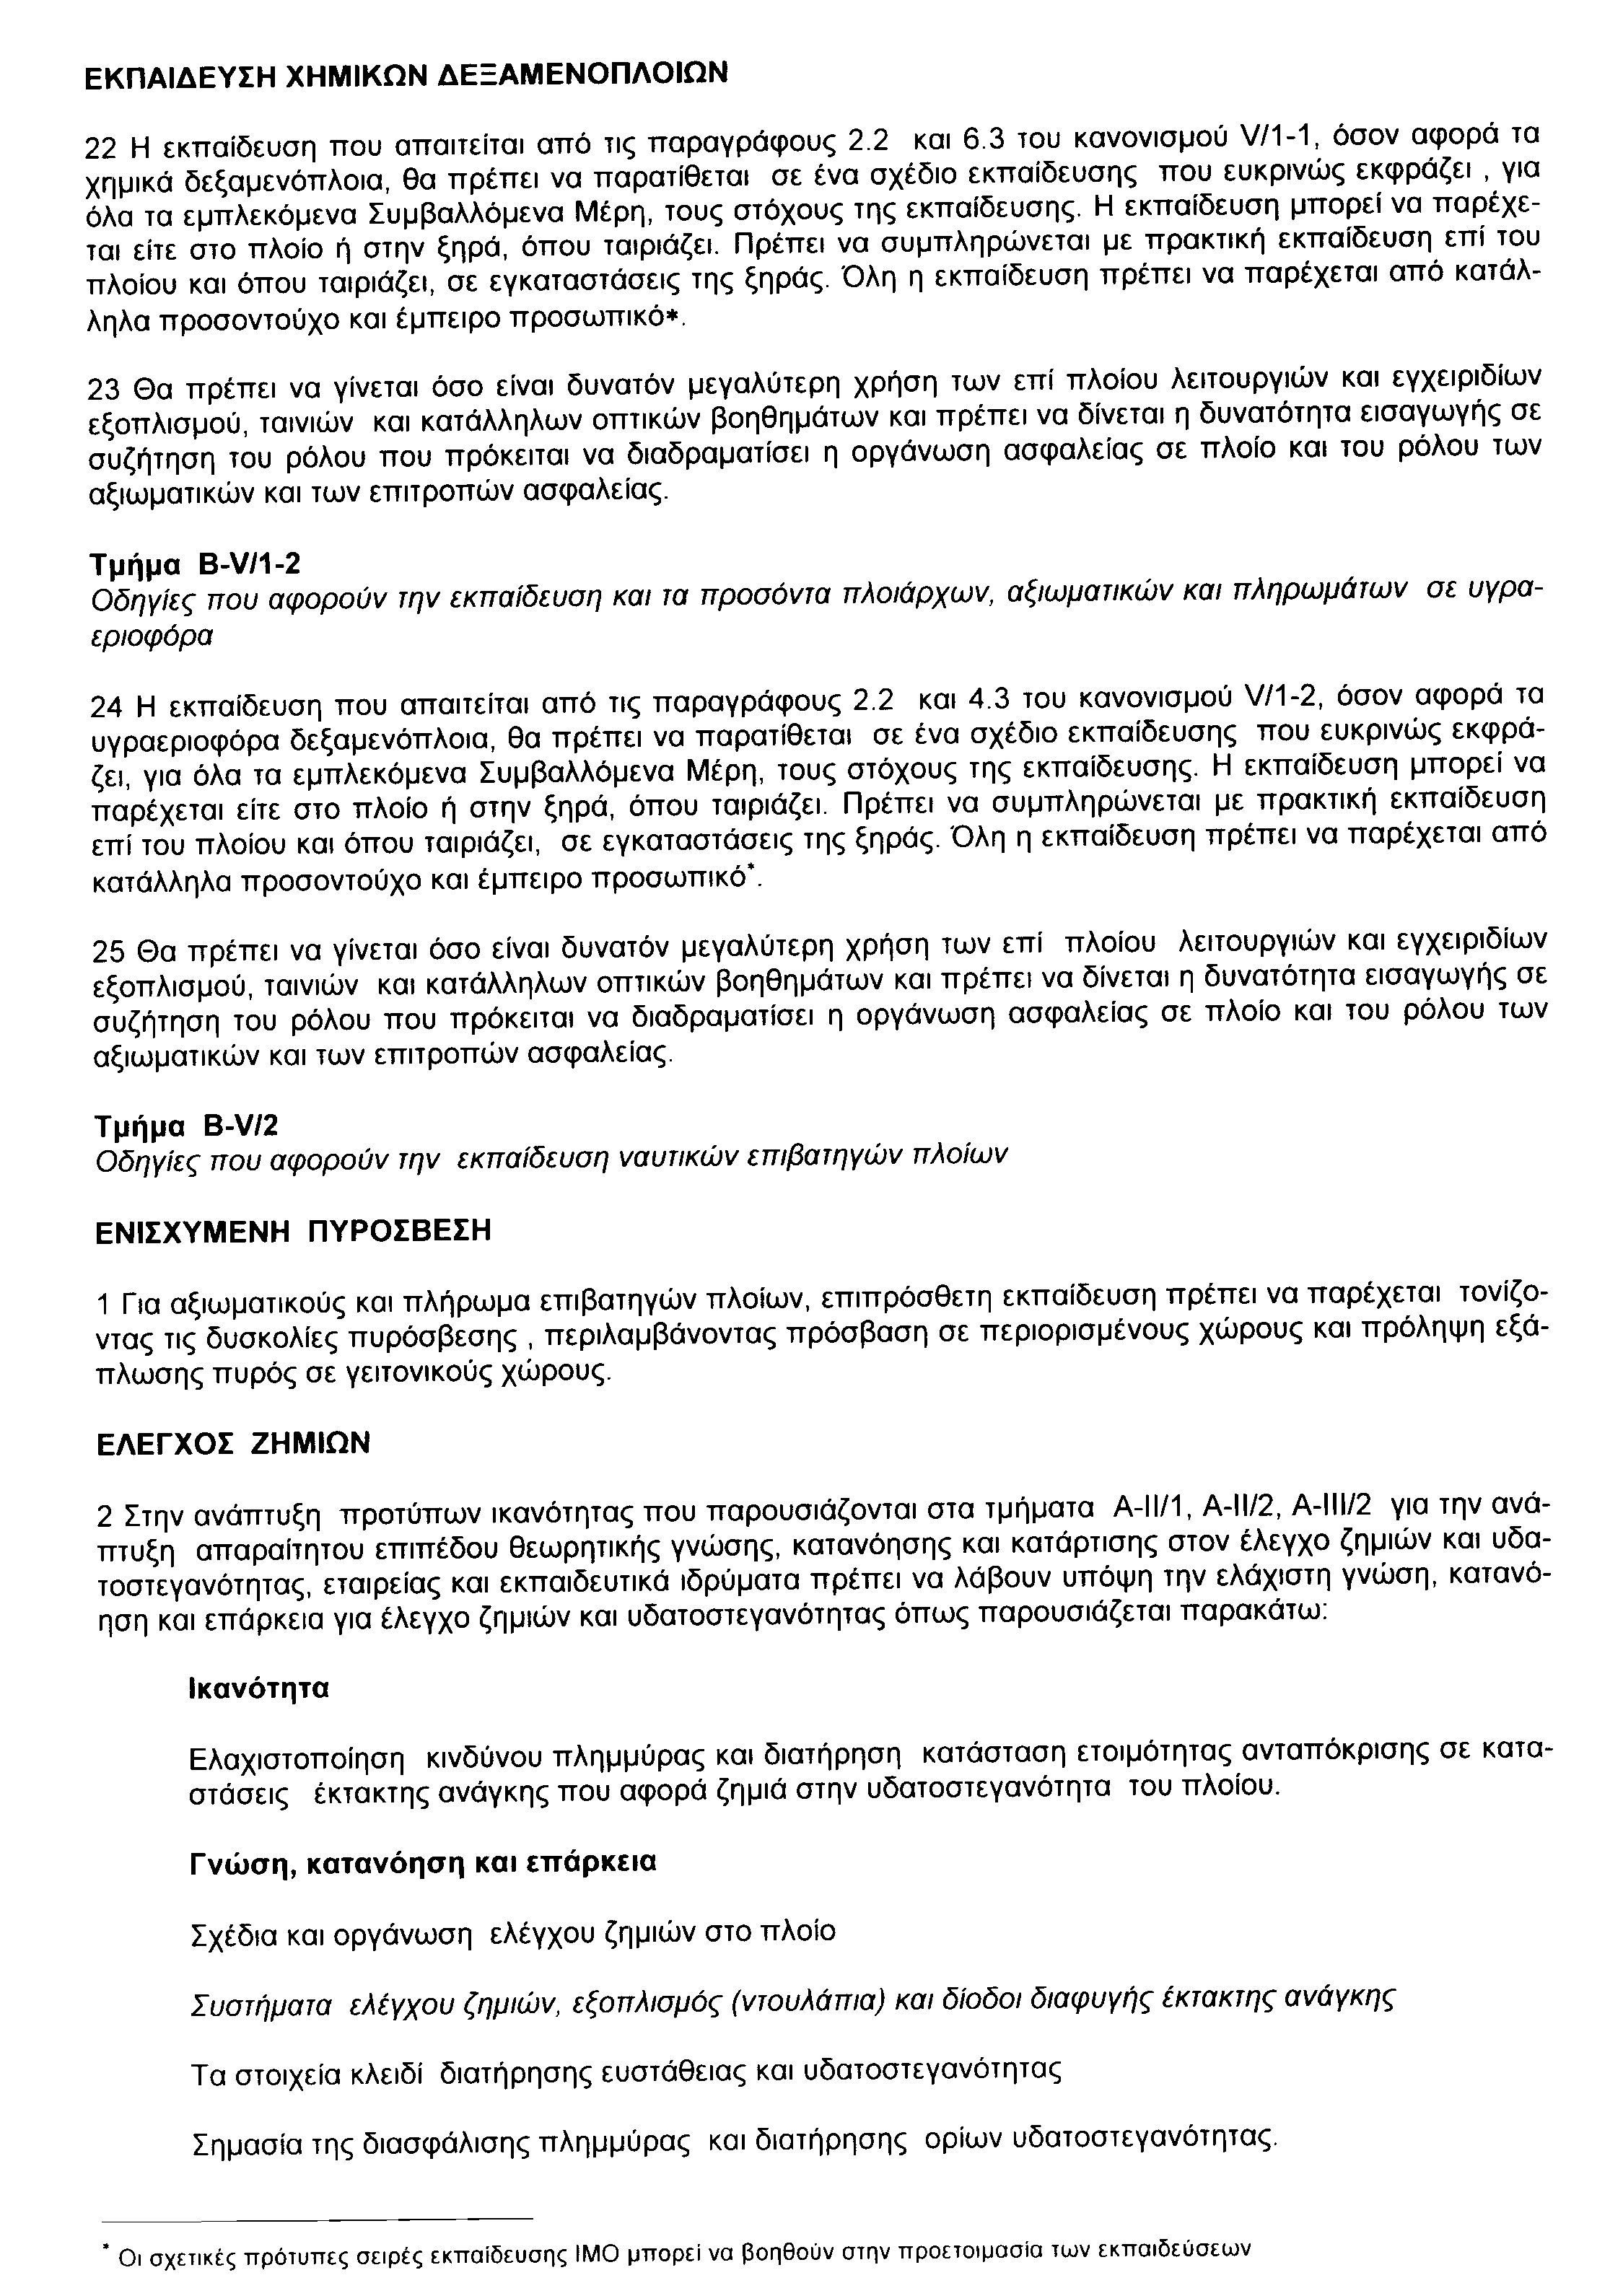 ΕΚΠΑΙΔΕΥΣΗ ΧΗΜΙΚΩΝ ΔΕΞΑΜΕΝΟΠΛΟΙΩΝ
22 Η εκπαίδευση που απαιτείται από τις παραγράφους 2.2 και 6.3 του κανονισμού V/1-1, όσον αφορά τα
χημικά δεξαμενόπλοια, θα πρέπει να παρατίθεται σε ένα σχέδιο εκπαίδευσης που ευκρινώς εκφράζει , για
όλα τα εμπλεκόμενα Συμβαλλόμενα Μέρη, τους στόχους της εκπαίδευσης. Η εκπαίδευση μπορεί να παρέχε-
ται είτε στο πλοίο ή στην ξηρά, όπου ταιριάζει. Πρέπει να συμπληρώνεται με πρακτική εκπαίδευση επί του
πλοίου και όπου ταιριάζει, σε εγκαταστάσεις της ξηράς. Όλη η εκπαίδευση πρέπει να παρέχεται από κατάλ-
ληλα προσοντούχο και έμπειρο προσωπικό*.
23 Θα πρέπει να γίνεται όσο είναι δυνατόν μεγαλύτερη χρήση των επί πλοίου λειτουργιών και εγχειριδίων
εξοπλισμού, ταινιών και κατάλληλων οπτικών βοηθημάτων και πρέπει να δίνεται η δυνατότητα εισαγωγής σε
συζήτηση του ρόλου που πρόκειται να διαδραματίσει η οργάνωση ασφαλείας σε πλοίο και του ρόλου των
αξιωματικών και των επιτροπών ασφαλείας.
Τμήμα B-V/1-2
Οδηγίες που αφορούν την εκπαίδευση και τα προσόντα πλοιάρχων, αξιωματικών και πληρωμάτων σε υγρα-
εριοφόρα
24 Η εκπαίδευση που απαιτείται από τις παραγράφους 2.2 και 4.3 του κανονισμού V/1-2, όσον αφορά τα
υγραεριοφόρα δεξαμενόπλοια, θα πρέπει να παρατίθεται σε ένα σχέδιο εκπαίδευσης που ευκρινώς εκφρά-
ζει, για όλα τα εμπλεκόμενα Συμβαλλόμενα Μέρη, τους στόχους της εκπαίδευσης. Η εκπαίδευση μπορεί να
παρέχεται είτε στο πλοίο ή στην ξηρά, όπου ταιριάζει. Πρέπει να συμπληρώνεται με πρακτική εκπαίδευση
επί του πλοίου και όπου ταιριάζει, σε εγκαταστάσεις της ξηράς. Όλη η εκπαίδευση πρέπει να παρέχεται από
κατάλληλα προσοντούχο και έμπειρο προσωπικό*.
25 Θα πρέπει να γίνεται όσο είναι δυνατόν μεγαλύτερη χρήση των επί πλοίου λειτουργιών και εγχειριδίων
εξοπλισμού, ταινιών και κατάλληλων οπτικών βοηθημάτων και πρέπει να δίνεται η δυνατότητα εισαγωγής σε
συζήτηση του ρόλου που πρόκειται να διαδραματίσει η οργάνωση ασφαλείας σε πλοίο και του ρόλου των
αξιωματικών και των επιτροπών ασφαλείας.
Τμήμα B-V/2
Οδηγίες που αφορούν την εκπαίδευση ναυτικών επιβατηγών πλοίων
ΕΝΙΣΧΥΜΕΝΗ ΠΥΡΟΣΒΕΣΗ
1 Για αξιωματικούς και πλήρωμα επιβατηγών πλοίων, επιπρόσθετη εκπαίδευση πρέπει να παρέχεται τονίζο-
ντας τις δυσκολίες πυρόσβεσης , περιλαμβάνοντας πρόσβαση σε περιορισμένους χώρους και πρόληψη εξά-
πλωσης πυρός σε γειτονικούς χώρους.
ΕΛΕΓΧΟΣ ΖΗΜΙΩΝ
2 Στην ανάπτυξη προτύπων ικανότητας που παρουσιάζονται στα τμήματα A-II/1, A-II/2, A-III/2 για την ανά-
πτυξη απαραίτητου επιπέδου θεωρητικής γνώσης, κατανόησης και κατάρτισης στον έλεγχο ζημιών και υδα-
τοστεγανότητας, εταιρείας και εκπαιδευτικά ιδρύματα πρέπει να λάβουν υπόψη την ελάχιστη γνώση, κατανό-
ηση και επάρκεια για έλεγχο ζημιών και υδατοστεγανότητας όπως παρουσιάζεται παρακάτω:
Ικανότητα
Ελαχιστοποίηση κινδύνου πλημμύρας και διατήρηση κατάσταση ετοιμότητας ανταπόκρισης σε κατα-
στάσεις έκτακτης ανάγκης που αφορά ζημιά στην υδατοστεγανότητα του πλοίου.
Γνώση, κατανόηση και επάρκεια
Σχέδια και οργάνωση ελέγχου ζημιών στο πλοίο
Συστήματα ελέγχου ζημιών, εξοπλισμός (ντουλάπια) και δίοδοι διαφυγής έκτακτης ανάγκης
Τα στοιχεία κλειδί διατήρησης ευστάθειας και υδατοστεγανότητας
Σημασία της διασφάλισης πλημμύρας και διατήρησης ορίων υδατοστεγανότητας.
* Οι σχετικές πρότυπες σειρές εκπαίδευσης ΙΜΟ μπορεί να βοηθούν στην προετοιμασία των εκπαιδεύσεων